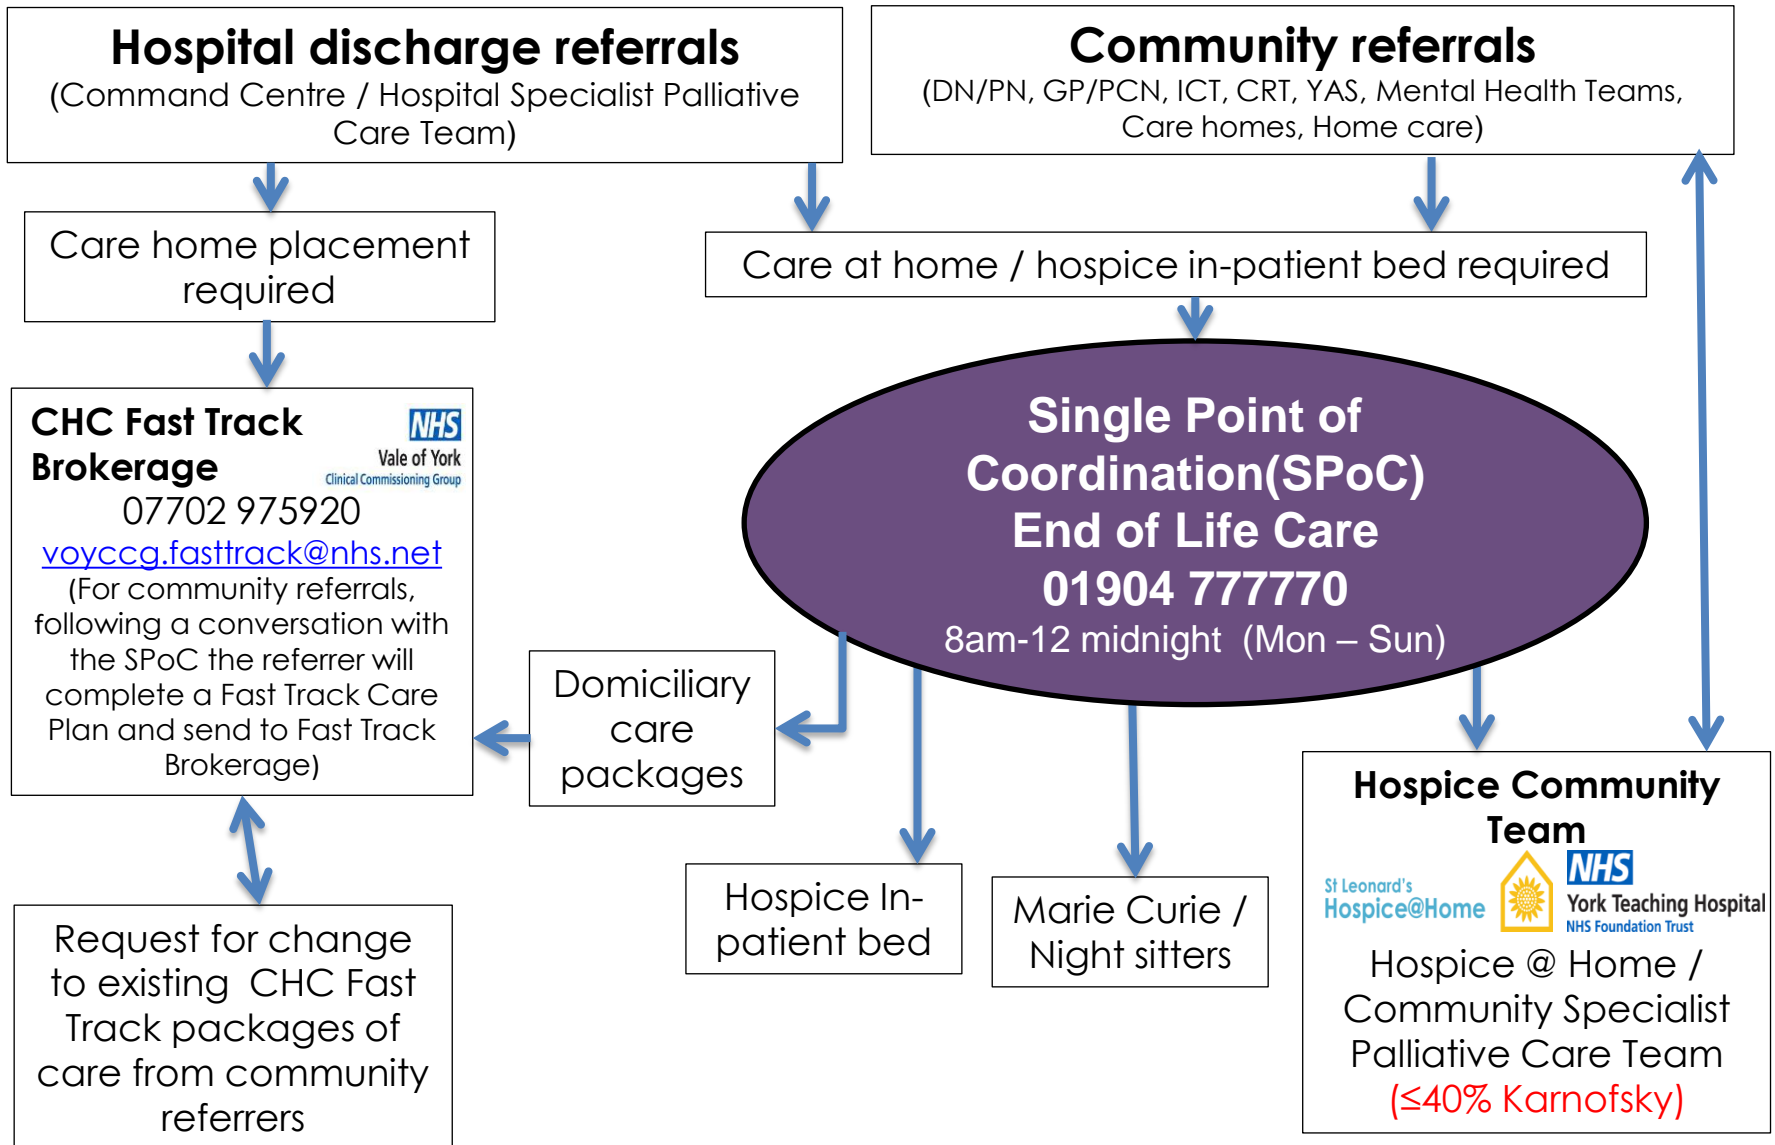 Hospital discharge referrals
(Command Centre / Hospital Specialist Palliative
Care Team)
Community referrals
(DN/PN, GP/PCN, ICT, CRT, YAS, Mental Health Teams,
Care homes, Home care)
Care home placement
required
Care at home / hospice in-patient bed required
CHC Fast Track
Brokerage
NHS
Vale of York
Clinical Commissioning Group
07702 975920
voyccg.fasttrack@nhs.net
(For community referrals,
following a conversation with
the SPoC the referrer will
complete a Fast Track Care
Plan and send to Fast Track
Brokerage)
Single Point of
Coordination(SPoC)
End of Life Care
01904 777770
8am-12 midnight (Mon – Sun)
Domiciliary
care
packages
Request for change
to existing CHC Fast
Track packages of
care from community
referrers
Hospice In-
patient bed
Marie Curie /
Night sitters
Hospice Community
Team
St Leonard's
Hospice@Home
NHS
York Teaching Hospital
NHS Foundation Trust
Hospice @ Home /
Community Specialist
Palliative Care Team
(≤40% Karnofsky)